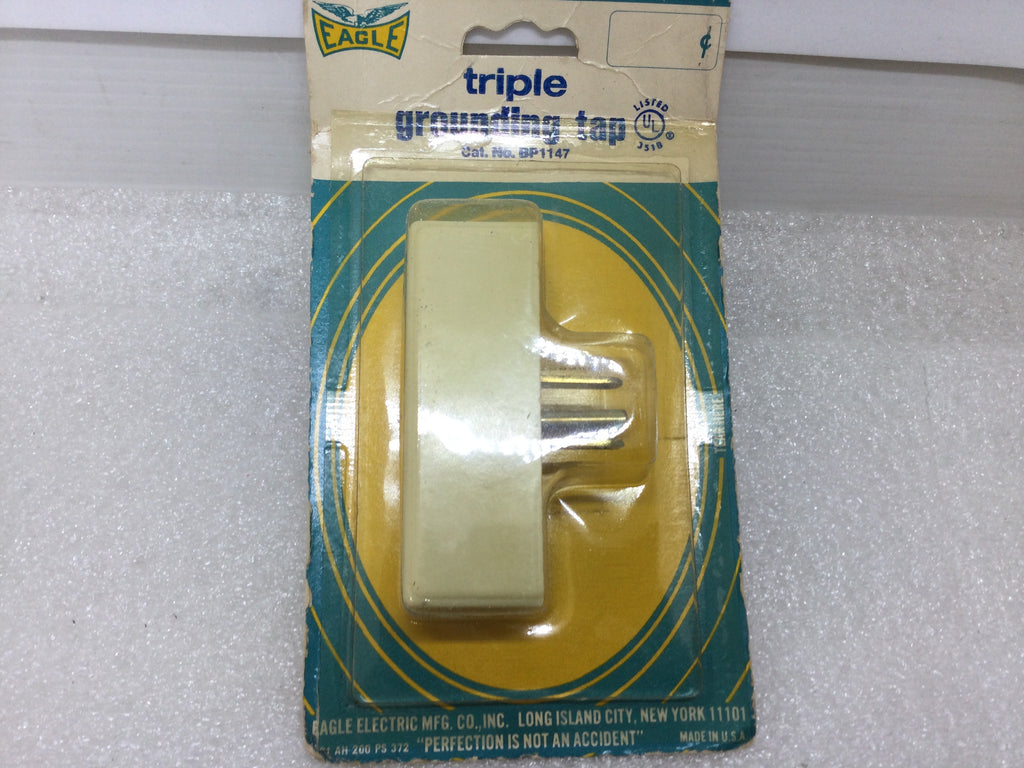 EAGLE
¢
triple
grounding tap
LISTED
UL ®
351B
Cat. No. BP1147
EAGLE ELECTRIC MFG. CO., INC. LONG ISLAND CITY, NEW YORK 11101
AH 200 PS 372 "PERFECTION IS NOT AN ACCIDENT" MADE IN U.S.A.